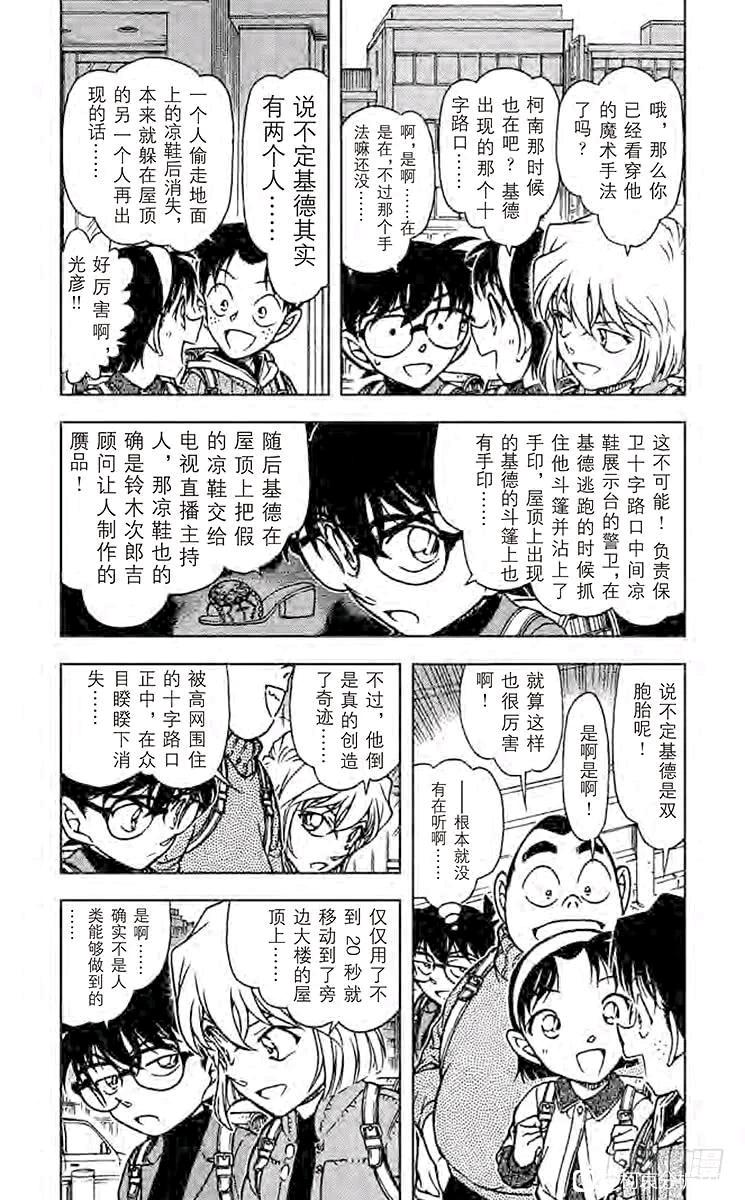 哦，那么你
已经看穿他
的魔术手法
了吗？
柯南那时候
也在吧？基德
出现的那个十
字路口……
啊，是啊……在
是在，不过那个手
法嘛还没……
说不定基德其实
有两个人……
一个人偷走地面
上的凉鞋后消失，
本来就躲在屋顶
的另一个人再出
现的话……
好厉害啊，
光彦!!
这不可能！负责保
卫十字路口中间凉
鞋展示台的警卫，在
基德逃跑的时候抓
住他斗篷并沾上了
手印，屋顶上出现
的基德的斗篷上也
有手印……
随后基德在
屋顶上把假
的凉鞋交给
电视直播主持
人，那凉鞋也的
确是铃木次郎吉
顾问让人制作的
赝品！
说不定基德是双
胞胎呢！
是啊是啊！
就算这样
也很厉害
啊！
——根本就没
有在听啊……
不过，他倒
是真的创造
了奇迹……
被高网围住
的十字路口
正中，在众
目睽睽下消
失……
仅仅用了不
到 20 秒就
移动到了旁
边大楼的屋
顶上……
是啊……
确实不是人
类能够做到的
……